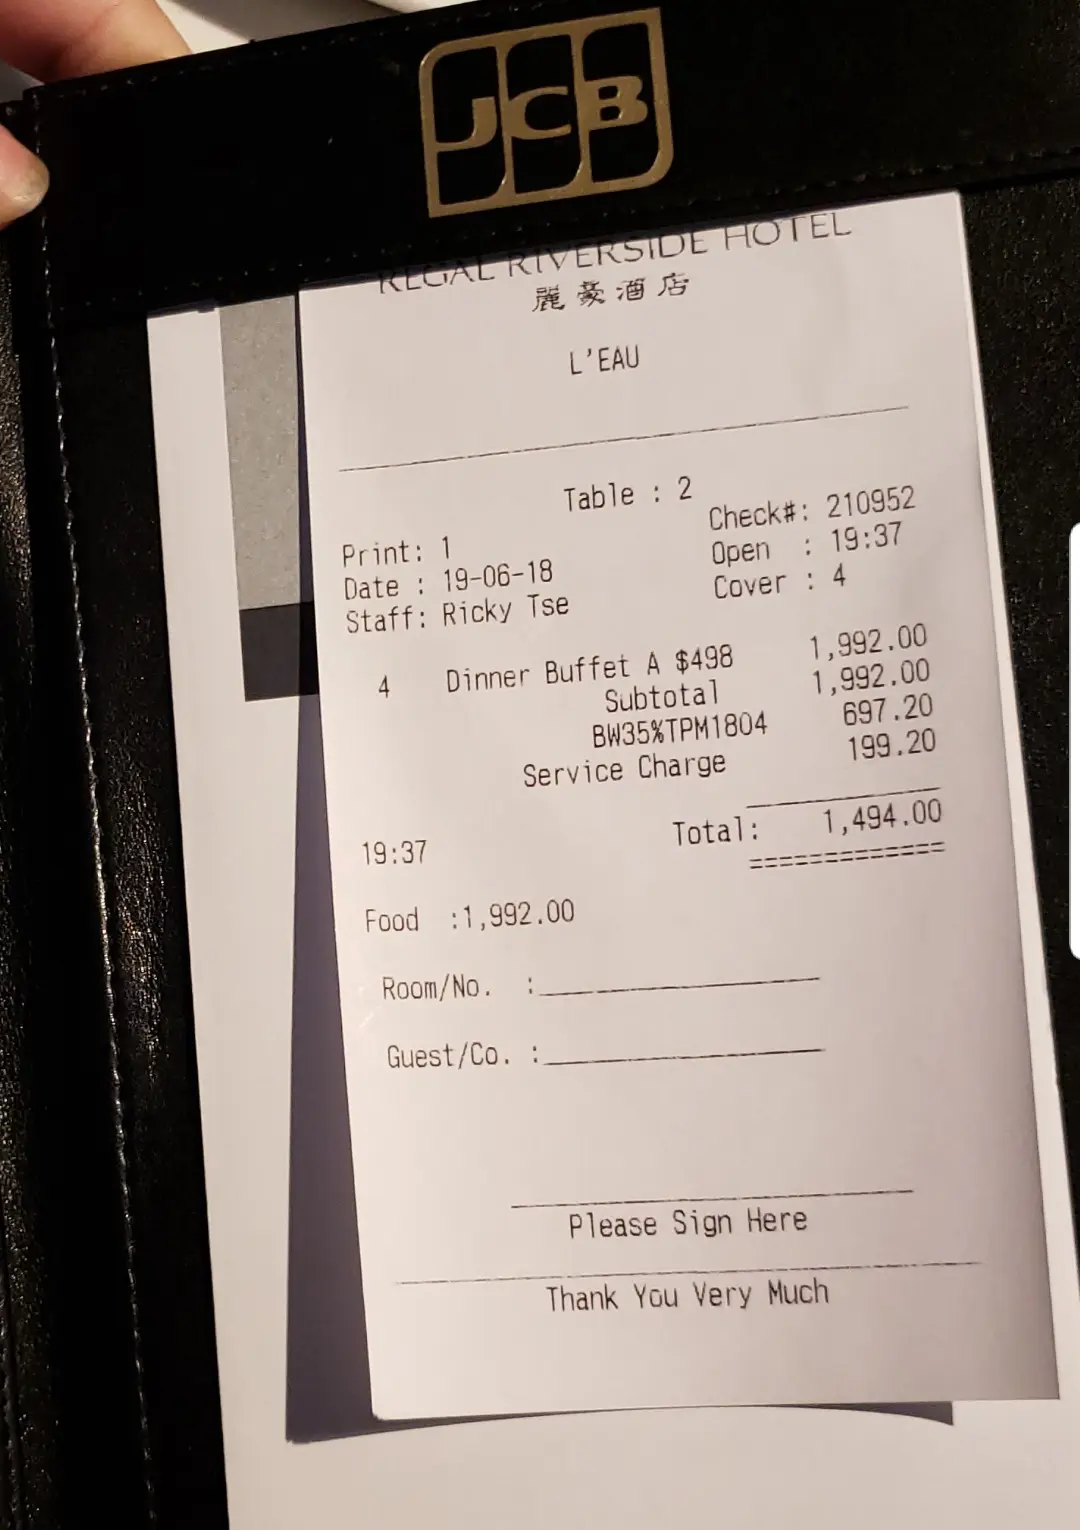 JCB
REGAL RIVERSIDE HOTEL
麗豪酒店
L'EAU
Table : 2
Check#: 210952
Print: 1
Open : 19:37
Date : 19-06-18
Cover : 4
Staff: Ricky Tse
4 Dinner Buffet A $498 1,992.00
Subtotal 1,992.00
BW35%TPM1804 697.20
Service Charge 199.20
Total: 1,494.00
=============
19:37
Food :1,992.00
Room/No. :
Guest/Co. :
Please Sign Here
Thank You Very Much